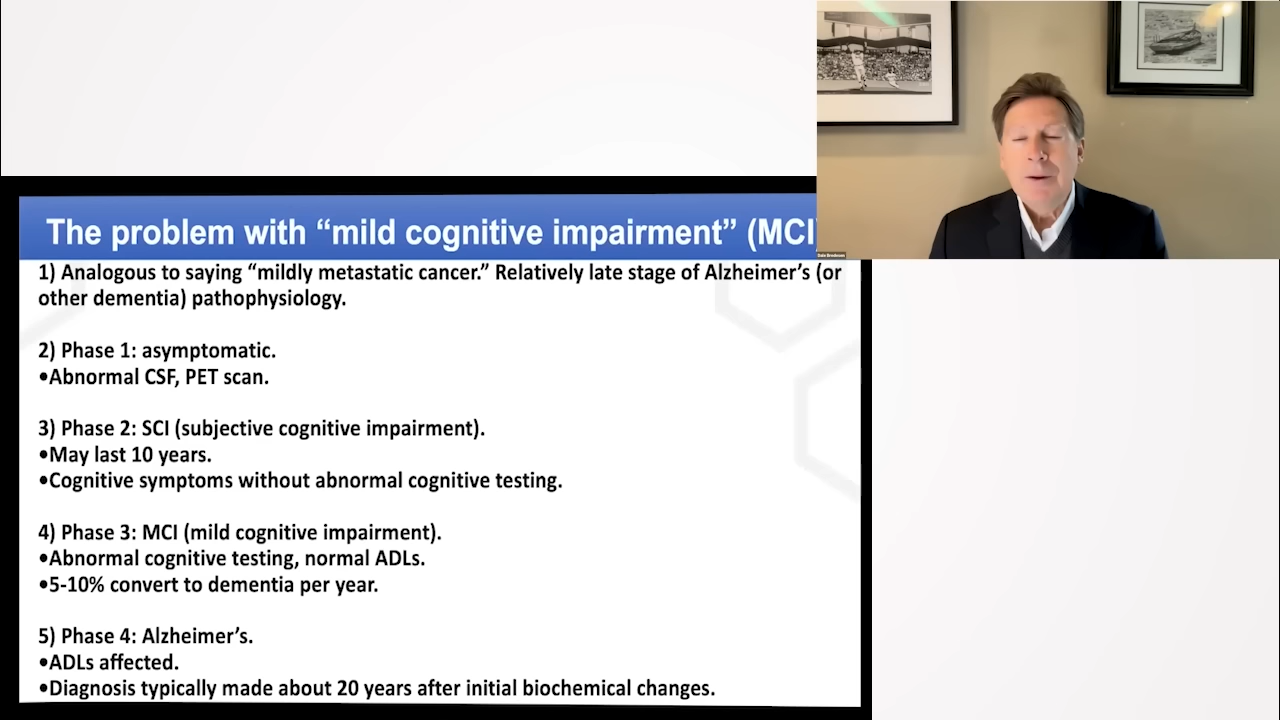 The problem with “mild cognitive impairment” (MCI
1) Analogous to saying “mildly metastatic cancer.” Relatively late stage of Alzheimer’s (or
other dementia) pathophysiology.
2) Phase 1: asymptomatic.
•Abnormal CSF, PET scan.
3) Phase 2: SCI (subjective cognitive impairment).
•May last 10 years.
•Cognitive symptoms without abnormal cognitive testing.
4) Phase 3: MCI (mild cognitive impairment).
•Abnormal cognitive testing, normal ADLs.
•5-10% convert to dementia per year.
5) Phase 4: Alzheimer’s.
•ADLs affected.
•Diagnosis typically made about 20 years after initial biochemical changes.
Dale Bredesen